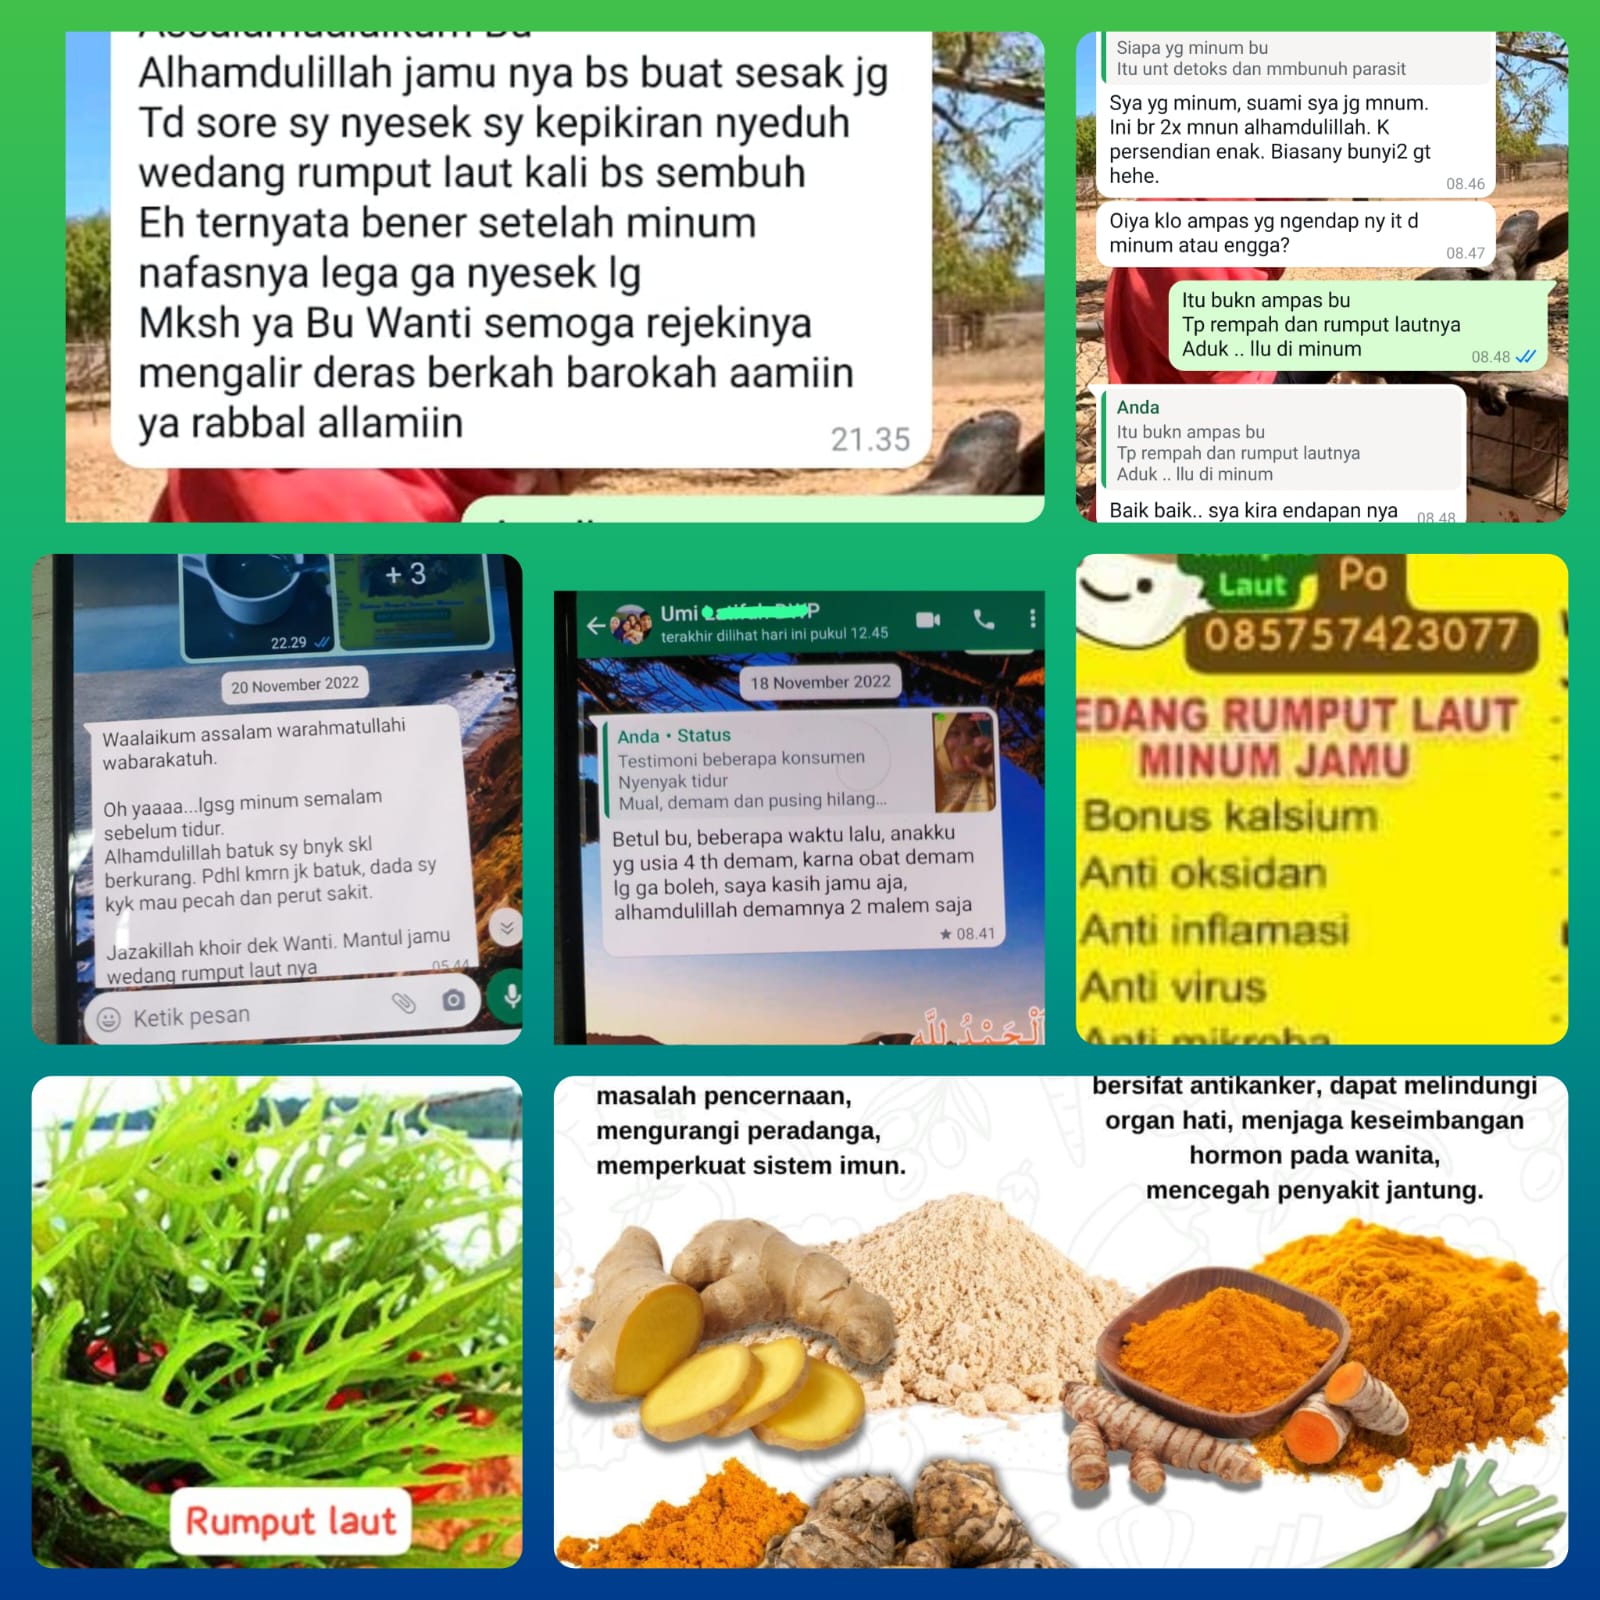 Alhamdulillah jamu nya bs buat sesak jg
Td sore sy nyesek sy kepikiran nyeduh
wedang rumput laut kali bs sembuh
Eh ternyata bener setelah minum
nafasnya lega ga nyesek lg
Mksh ya Bu Wanti semoga rejekinya
mengalir deras berkah barokah aamiin
ya rabbal allamiin
21.35
Siapa yg minum bu
Itu unt detoks dan mmbunuh parasit
Sya yg minum, suami sya jg mnum.
Ini br 2x mnun alhamdulillah. K
persendian enak. Biasany bunyi2 gt
hehe.
08.46
Oiya klo ampas yg ngendap ny it d
minum atau engga?
08.47
Itu bukn ampas bu
Tp rempah dan rumput lautnya
Aduk .. llu di minum
08.48
Anda
Itu bukn ampas bu
Tp rempah dan rumput lautnya
Aduk .. llu di minum
Baik baik.. sya kira endapan nya
08.48
+ 3
22.29
20 November 2022
Waalaikum assalam warahmatullahi
wabarakatuh.
Oh yaaaa...lgsg minum semalam
sebelum tidur.
Alhamdulillah batuk sy bnyk skl
berkurang. Pdhl kmrn jk batuk, dada sy
kyk mau pecah dan perut sakit.
Jazakillah khoir dek Wanti. Mantul jamu
wedang rumput laut nya
05.44
Ketik pesan
Umi
terakhir dilihat hari ini pukul 12.45
18 November 2022
Anda • Status
Testimoni beberapa konsumen
Nyenyak tidur
Mual, demam dan pusing hilang...
Betul bu, beberapa waktu lalu, anakku
yg usia 4 th demam, karna obat demam
lg ga boleh, saya kasih jamu aja,
alhamdulillah demamnya 2 malem saja
★ 08.41
الْحَمْدُ لِلَّه
Laut
Po
085757423077
EDANG RUMPUT LAUT
MINUM JAMU
Bonus kalsium
Anti oksidan
Anti inflamasi
Anti virus
Anti mikroba
Rumput laut
masalah pencernaan,
mengurangi peradanga,
memperkuat sistem imun.
bersifat antikanker, dapat melindungi
organ hati, menjaga keseimbangan
hormon pada wanita,
mencegah penyakit jantung.